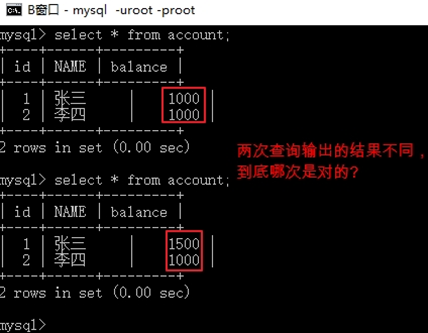 B窗口 - mysql -uroot -proot
mysql> select * from account;
+----+------+---------+
| id | NAME | balance |
+----+------+---------+
| 1 | 张三 | 1000 |
| 2 | 李四 | 1000 |
+----+------+---------+
2 rows in set (0.00 sec)
两次查询输出的结果不同，
到底哪次是对的?
mysql> select * from account;
+----+------+---------+
| id | NAME | balance |
+----+------+---------+
| 1 | 张三 | 1500 |
| 2 | 李四 | 1000 |
+----+------+---------+
2 rows in set (0.00 sec)
mysql>